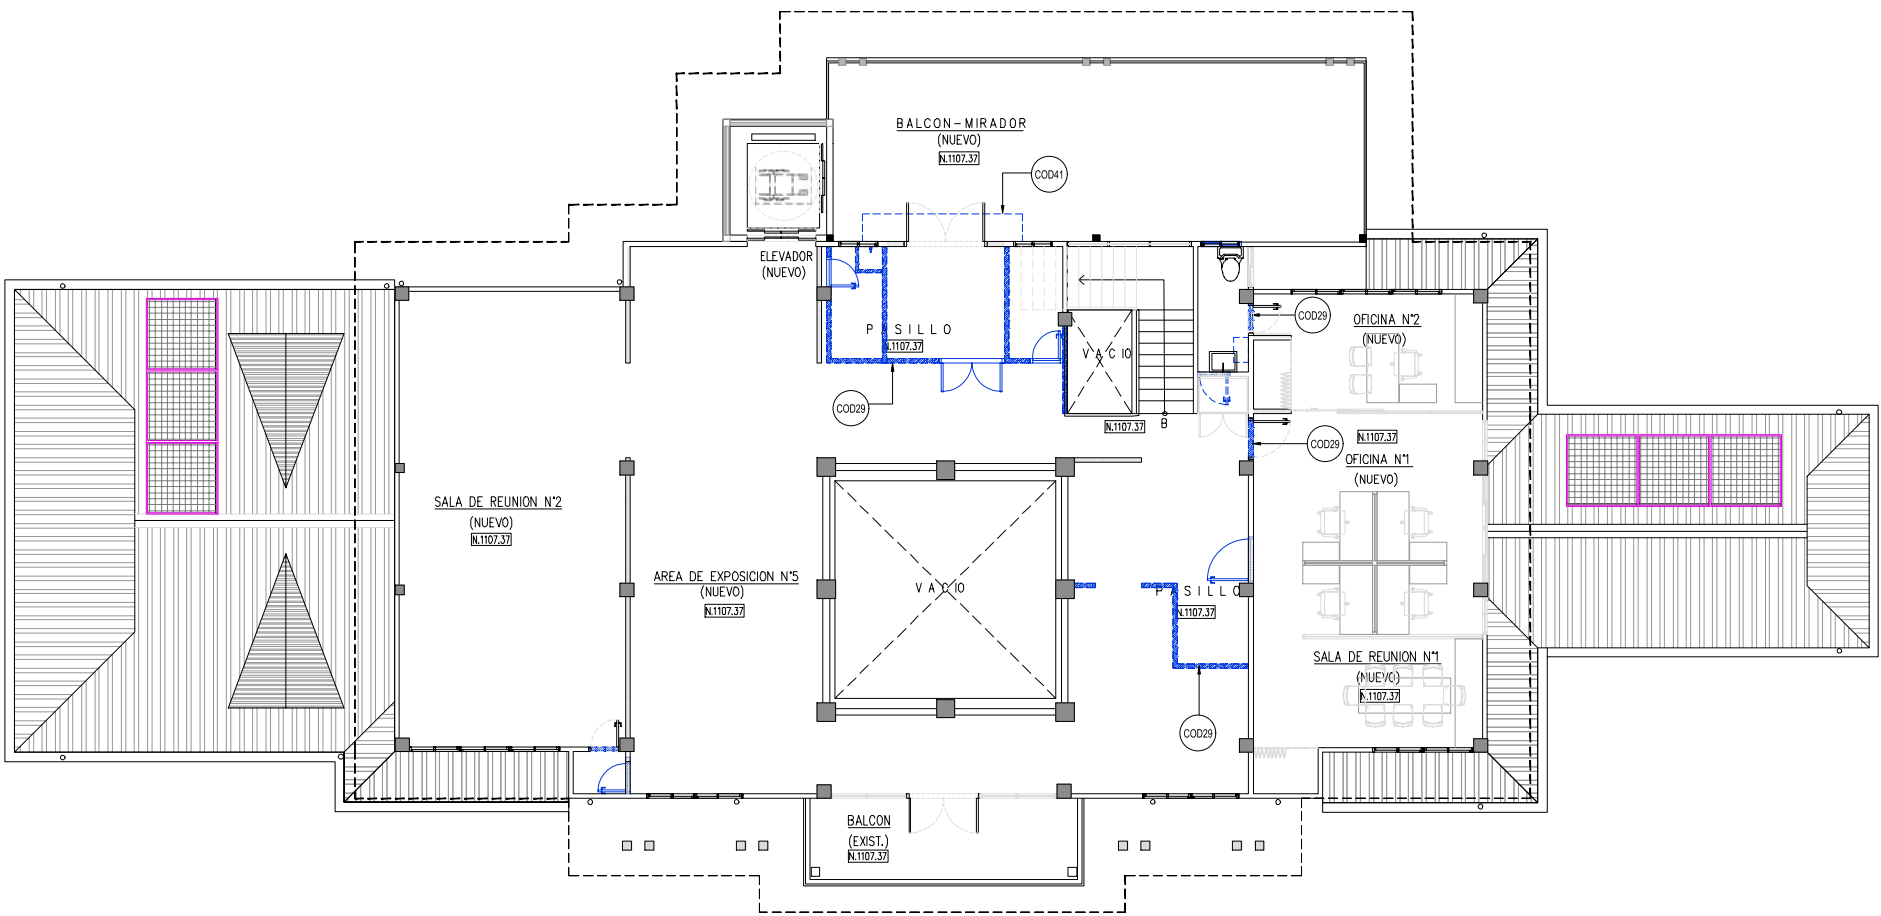 BALCON-MIRADOR
(NUEVO)
N.1107.37
COD41
ELEVADOR
(NUEVO)
P SILLO
N.1107.37
COD29
VACIO
N.1107.37
B
COD29
OFICINA N°2
(NUEVO)
COD29
N.1107.37
OFICINA N°1
(NUEVO)
SALA DE REUNION N°2
(NUEVO)
N.1107.37
AREA DE EXPOSICION N°5
(NUEVO)
N.1107.37
VACIO
P SILLO
N.1107.37
SALA DE REUNION N°1
(NUEVO)
N.1107.37
COD29
BALCON
(EXIST.)
N.1107.37